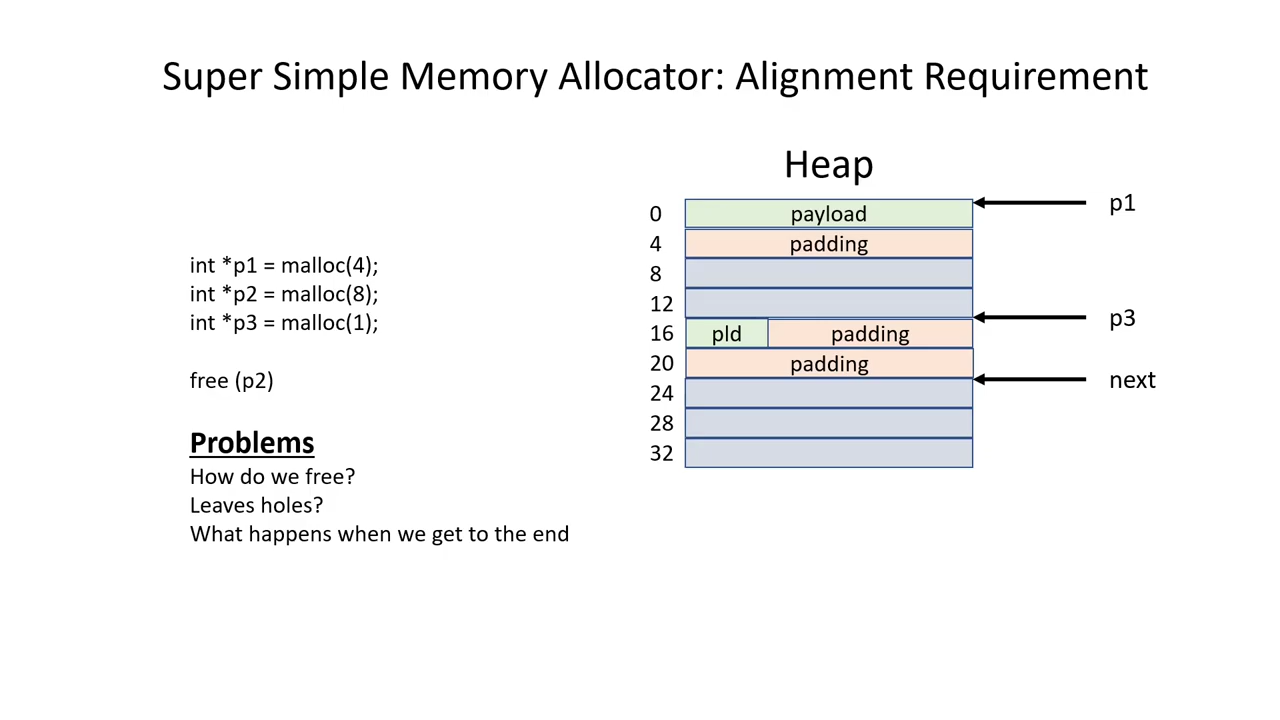 Super Simple Memory Allocator: Alignment Requirement
int *p1 = malloc(4);
int *p2 = malloc(8);
int *p3 = malloc(1);
free (p2)
Problems
How do we free?
Leaves holes?
What happens when we get to the end
Heap
0 payload p1
4 padding
8
12
p3
16 pld padding
20 padding
next
24
28
32